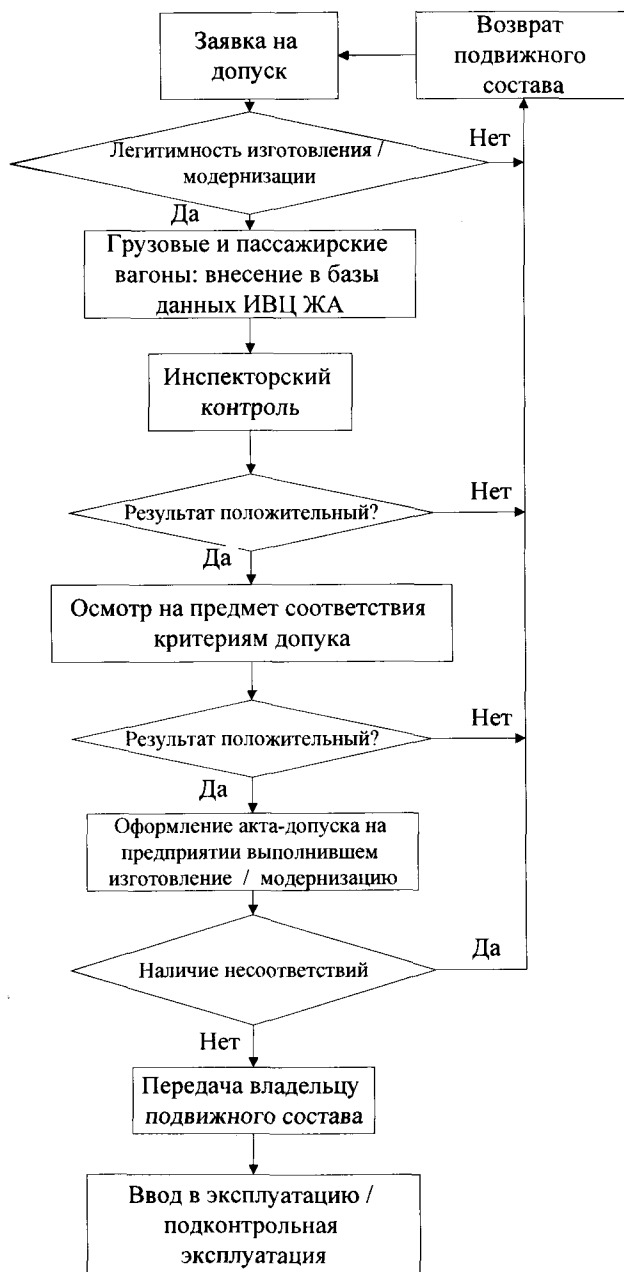 Заявка на
допуск
Возврат
подвижного
состава
Легитимность изготовления /
модернизации
Нет
Да
Грузовые и пассажирские
вагоны: внесение в базы
данных ИВЦ ЖА
Инспекторский
контроль
Результат положительный?
Нет
Да
Осмотр на предмет соответствия
критериям допука
Результат положительный?
Нет
Да
Оформление акта-допуска на
предприятии выполнившем
изготовление / модернизацию
Наличие несоответствий
Да
Нет
Передача владельцу
подвижного состава
Ввод в эксплуатацию /
подконтрольная
эксплуатация